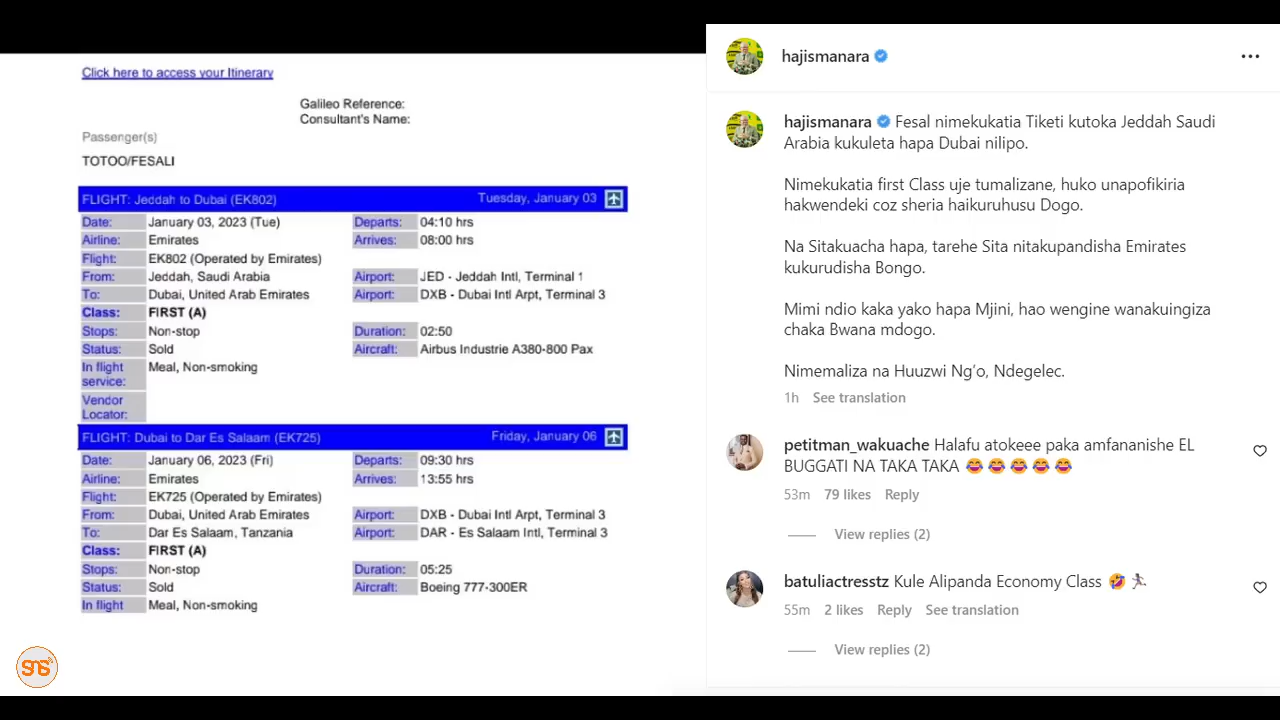 Click here to access your Itinerary
Galileo Reference:
Consultant's Name:
Passenger(s)
TOTOO/FESALI
FLIGHT: Jeddah to Dubai (EK802) Tuesday, January 03
Date: January 03, 2023 (Tue) Departs: 04:10 hrs
Airline: Emirates Arrives: 08:00 hrs
Flight: EK802 (Operated by Emirates)
From: Jeddah, Saudi Arabia Airport: JED - Jeddah Intl, Terminal 1
To: Dubai, United Arab Emirates Airport: DXB - Dubai Intl Arpt, Terminal 3
Class: FIRST (A)
Stops: Non-stop Duration: 02:50
Status: Sold Aircraft: Airbus Industrie A380-800 Pax
In flight Meal, Non-smoking
service:
Vendor
Locator:
FLIGHT: Dubai to Dar Es Salaam (EK725) Friday, January 06
Date: January 06, 2023 (Fri) Departs: 09:30 hrs
Airline: Emirates Arrives: 13:55 hrs
Flight: EK725 (Operated by Emirates)
From: Dubai, United Arab Emirates Airport: DXB - Dubai Intl Arpt, Terminal 3
To: Dar Es Salaam, Tanzania Airport: DAR - Es Salaam Intl, Terminal 3
Class: FIRST (A)
Stops: Non-stop Duration: 05:25
Status: Sold Aircraft: Boeing 777-300ER
In flight Meal, Non-smoking
SNS
hajismanara
hajismanara Fesal nimekukatia Tiketi kutoka Jeddah Saudi
Arabia kukuleta hapa Dubai nilipo.
Nimekukatia first Class uje tumalizane, huko unapofikiria
hakwendeki coz sheria haikuruhusu Dogo.
Na Sitakuacha hapa, tarehe Sita nitakupandisha Emirates
kukurudisha Bongo.
Mimi ndio kaka yako hapa Mjini, hao wengine wanakuingiza
chaka Bwana mdogo.
Nimemaliza na Huuzwi Ng’o, Ndegelec.
1h See translation
petitman_wakuache Halafu atokeee paka amfananishe EL
BUGGATI NA TAKA TAKA 😂 😂 😂 😂 😂
53m 79 likes Reply
View replies (2)
batuliactresstz Kule Alipanda Economy Class 🤣 🏃🏽‍♀️
55m 2 likes Reply See translation
View replies (2)